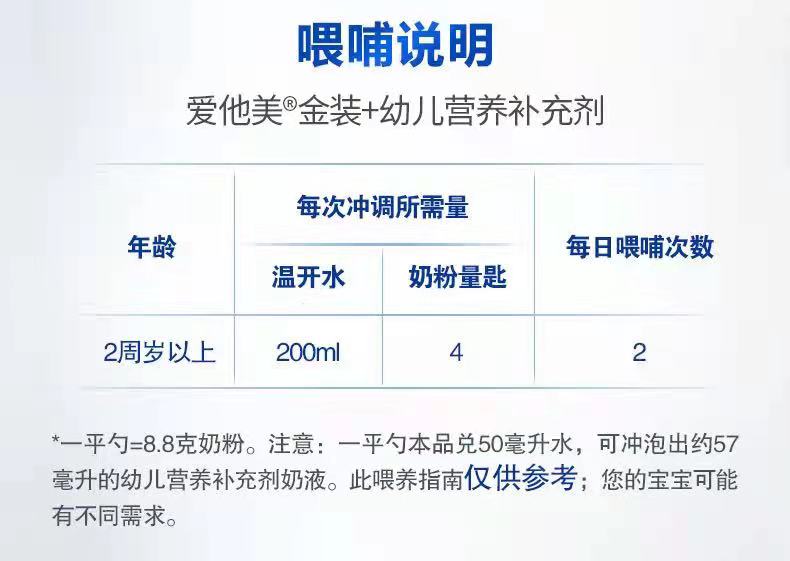 喂哺说明
爱他美®金装+幼儿营养补充剂
年龄
每次冲调所需量
每日喂哺次数
温开水
奶粉量匙
2周岁以上
200ml
4
2
*一平勺=8.8克奶粉。注意：一平勺本品兑50毫升水，可冲泡出约57
毫升的幼儿营养补充剂奶液。此喂养指南仅供参考；您的宝宝可能
有不同需求。